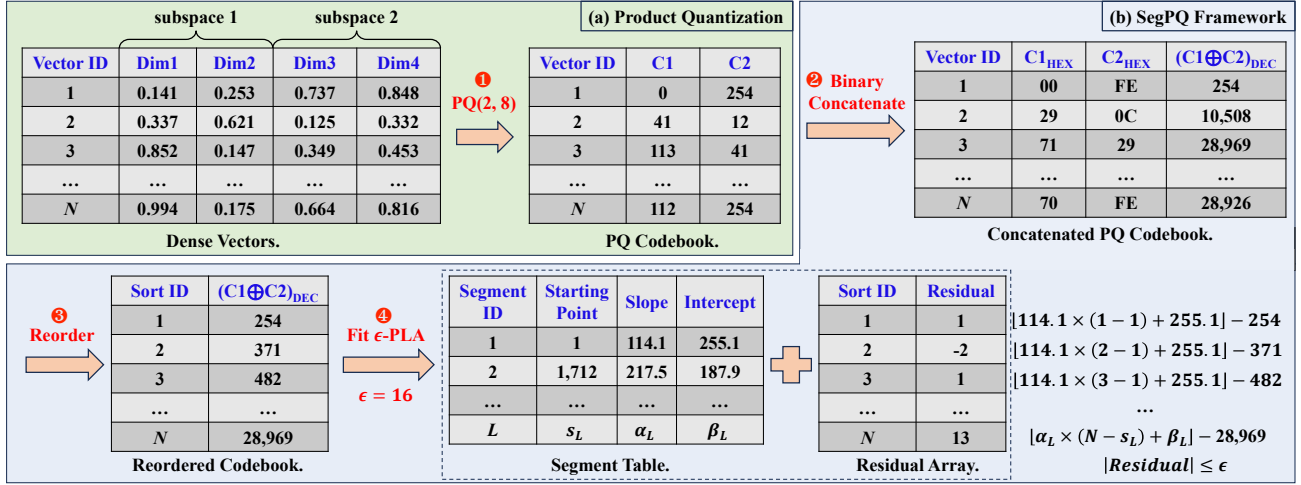 subspace 1 subspace 2 (a) Product Quantization
Vector ID Dim1 Dim2 Dim3 Dim4
1 0.141 0.253 0.737 0.848
2 0.337 0.621 0.125 0.332
3 0.852 0.147 0.349 0.453
... ... ... ... ...
N 0.994 0.175 0.664 0.816
Dense Vectors.
❶
PQ(2, 8)
Vector ID C1 C2
1 0 254
2 41 12
3 113 41
... ... ...
N 112 254
PQ Codebook.
(b) SegPQ Framework
❷ Binary
Concatenate
Vector ID C1HEX C2HEX (C1⊕C2)DEC
1 00 FE 254
2 29 0C 10,508
3 71 29 28,969
... ... ... ...
N 70 FE 28,926
Concatenated PQ Codebook.
❸
Reorder
Sort ID (C1⊕C2)DEC
1 254
2 371
3 482
... ...
N 28,969
Reordered Codebook.
❹
Fit ϵ-PLA
ϵ = 16
Segment ID Starting Point Slope Intercept
1 1 114.1 255.1
2 1,712 217.5 187.9
... ... ... ...
L s_L α_L β_L
Segment Table.
Sort ID Residual
1 1
2 -2
3 1
... ...
N 13
Residual Array.
⌊114.1 × (1 − 1) + 255.1⌋ − 254
⌊114.1 × (2 − 1) + 255.1⌋ − 371
⌊114.1 × (3 − 1) + 255.1⌋ − 482
...
⌊α_L × (N − s_L) + β_L⌋ − 28,969
|Residual| ≤ ϵ